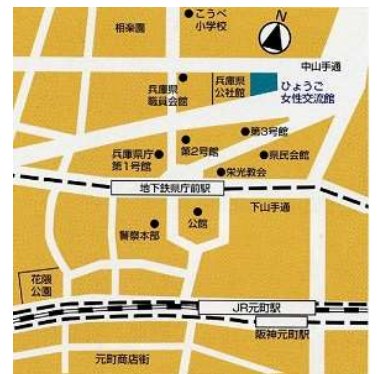 こうべ
小学校
N
相楽園
中山手通
兵庫県
職員会館
兵庫県
公社館
ひょうご
女性交流館
第3号館
第2号館
兵庫県庁
第1号館
県民会館
栄光教会
地下鉄県庁前駅
下山手通
公館
警察本部
花隈
公園
JR元町駅
阪神元町駅
元町商店街